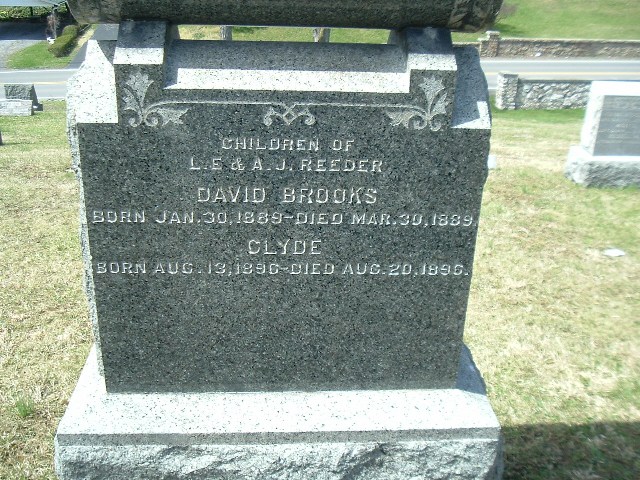 CHILDREN OF
L.E & A.J. REEDER
DAVID BROOKS
BORN JAN.30,1889-DIED MAR.30,1889.
CLYDE
BORN AUG.13,1896-DIED AUG.20,1896.